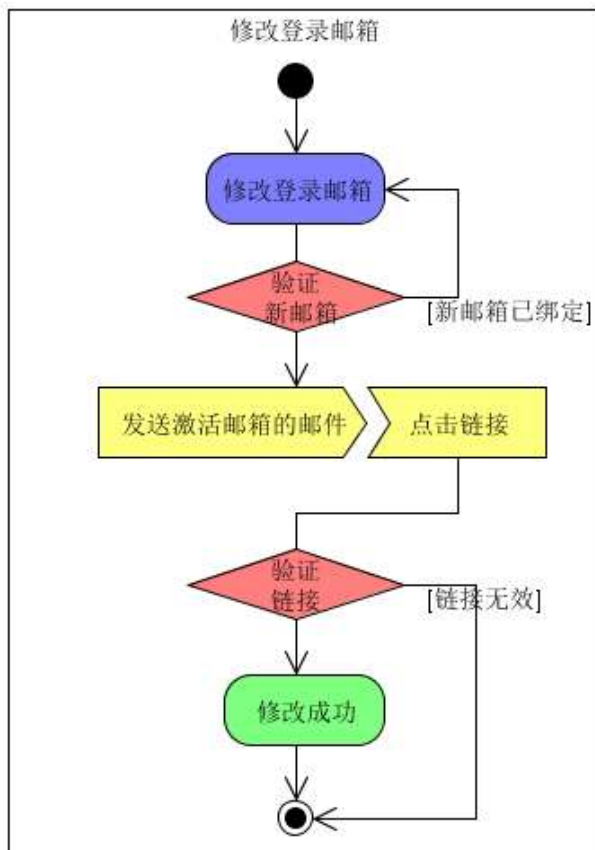 修改登录邮箱
修改登录邮箱
验证
新邮箱
[新邮箱已绑定]
发送激活邮箱的邮件
点击链接
验证
链接
[链接无效]
修改成功